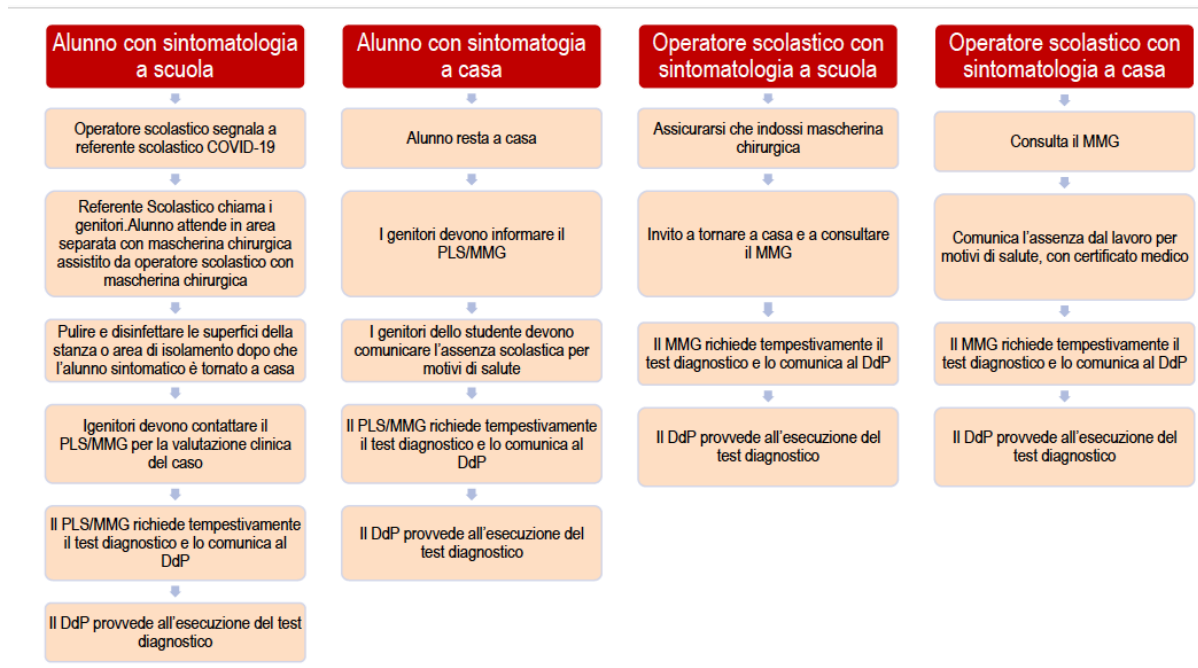 Alunno con sintomatologia
a scuola
Operatore scolastico segnala a
referente scolastico COVID-19
Referente Scolastico chiama i
genitori.Alunno attende in area
separata con mascherina chirurgica
assistito da operatore scolastico con
mascherina chirurgica
Pulire e disinfettare le superfici della
stanza o area di isolamento dopo che
l'alunno sintomatico è tornato a casa
Igenitori devono contattare il
PLS/MMG per la valutazione clinica
del caso
Il PLS/MMG richiede tempestivamente
il test diagnostico e lo comunica al
DdP
Il DdP provvede all'esecuzione del test
diagnostico
Alunno con sintomatogia
a casa
Alunno resta a casa
I genitori devono informare il
PLS/MMG
I genitori dello studente devono
comunicare l'assenza scolastica per
motivi di salute
Il PLS/MMG richiede tempestivamente
il test diagnostico e lo comunica al
DdP
Il DdP provvede all'esecuzione del
test diagnostico
Operatore scolastico con
sintomatologia a scuola
Assicurarsi che indossi mascherina
chirurgica
Invito a tornare a casa e a consultare
il MMG
Il MMG richiede tempestivamente il
test diagnostico e lo comunica al DdP
Il DdP provvede all'esecuzione del
test diagnostico
Operatore scolastico con
sintomatologia a casa
Consulta il MMG
Comunica l'assenza dal lavoro per
motivi di salute, con certificato medico
Il MMG richiede tempestivamente il
test diagnostico e lo comunica al DdP
Il DdP provvede all'esecuzione del
test diagnostico